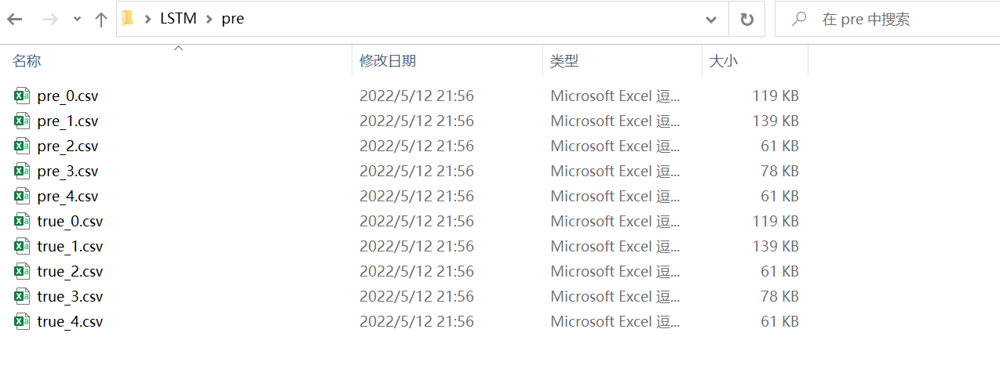 LSTM pre 在 pre 中搜索
名称 修改日期 类型 大小
pre_0.csv 2022/5/12 21:56 Microsoft Excel 逗... 119 KB
pre_1.csv 2022/5/12 21:56 Microsoft Excel 逗... 139 KB
pre_2.csv 2022/5/12 21:56 Microsoft Excel 逗... 61 KB
pre_3.csv 2022/5/12 21:56 Microsoft Excel 逗... 78 KB
pre_4.csv 2022/5/12 21:56 Microsoft Excel 逗... 61 KB
true_0.csv 2022/5/12 21:56 Microsoft Excel 逗... 119 KB
true_1.csv 2022/5/12 21:56 Microsoft Excel 逗... 139 KB
true_2.csv 2022/5/12 21:56 Microsoft Excel 逗... 61 KB
true_3.csv 2022/5/12 21:56 Microsoft Excel 逗... 78 KB
true_4.csv 2022/5/12 21:56 Microsoft Excel 逗... 61 KB